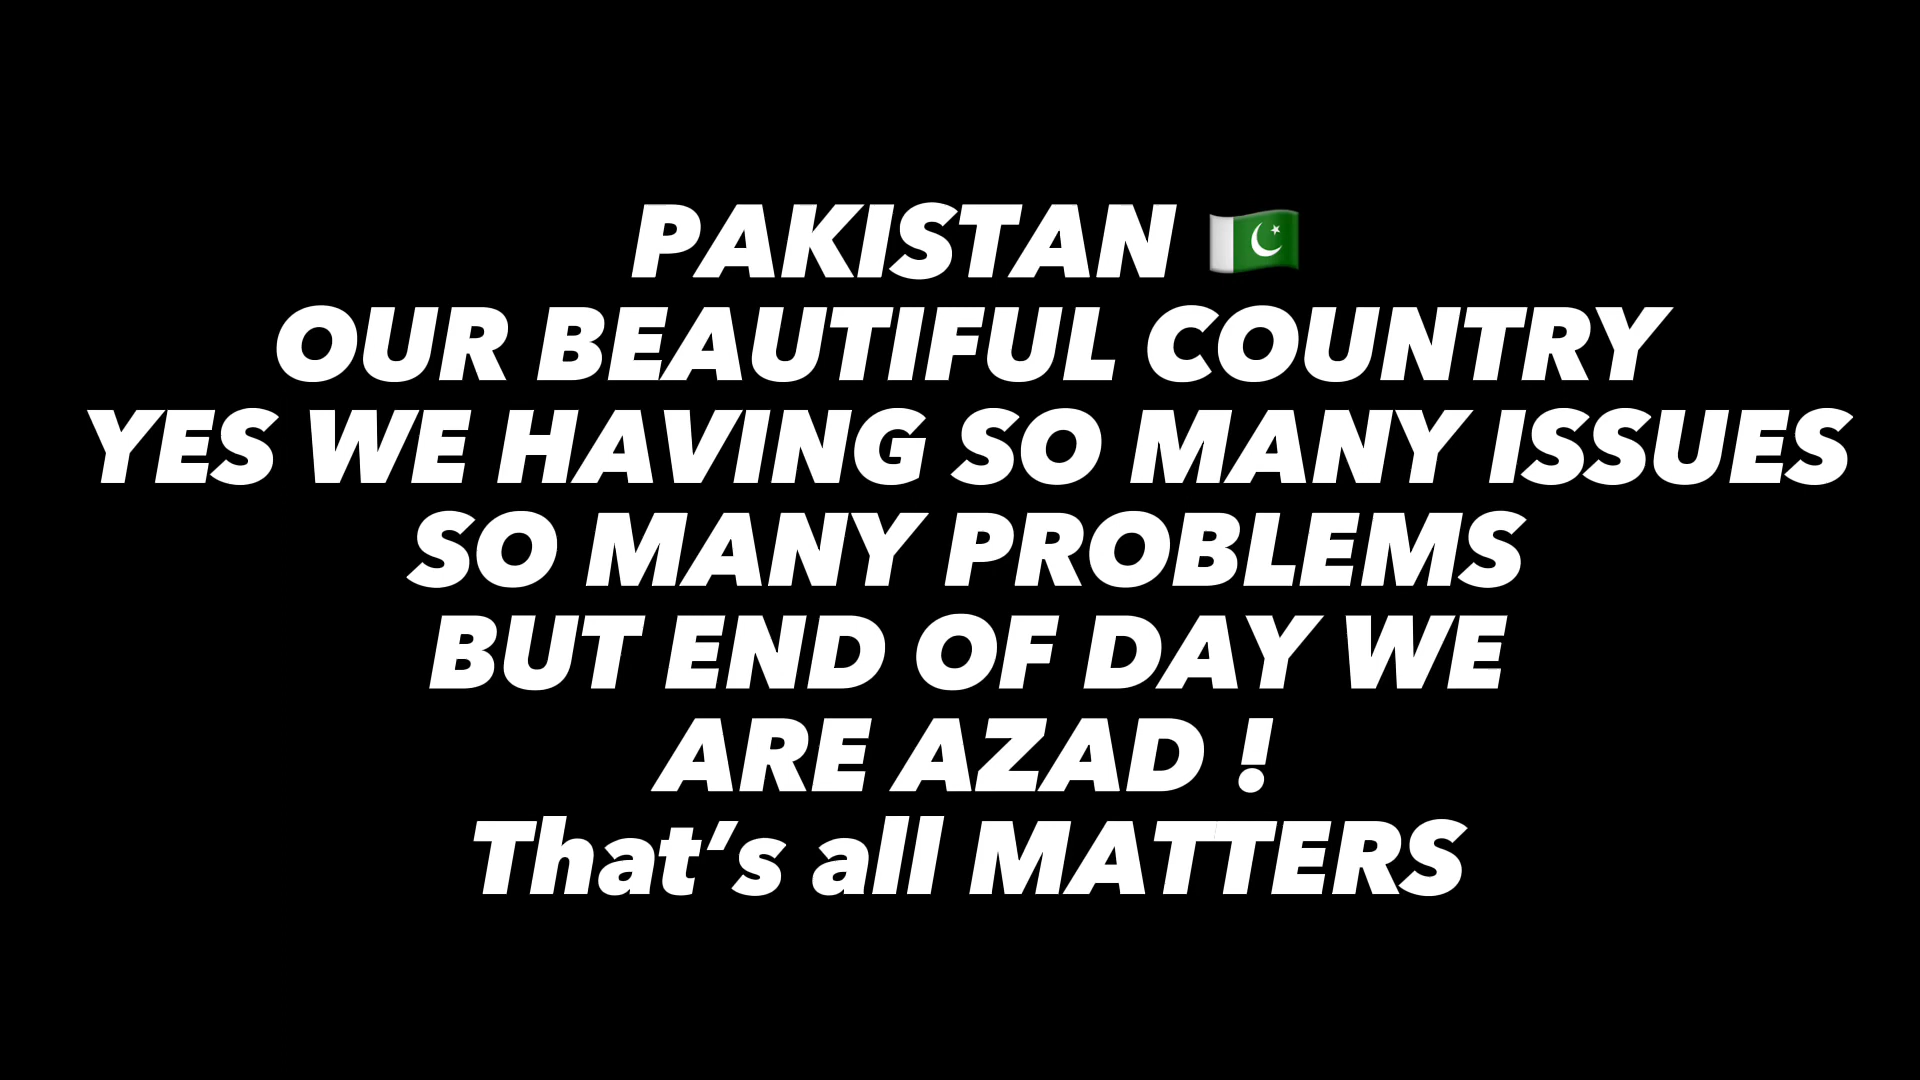 PAKISTAN 🇵🇰
OUR BEAUTIFUL COUNTRY
YES WE HAVING SO MANY ISSUES
SO MANY PROBLEMS
BUT END OF DAY WE
ARE AZAD !
That’s all MATTERS